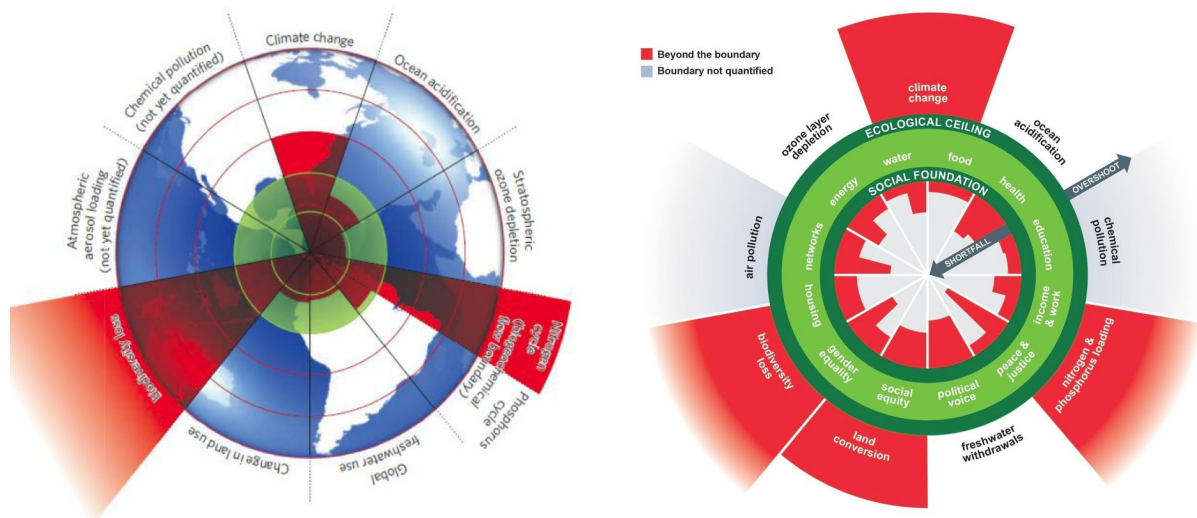 Climate change
Ocean acidification
Stratospheric
ozone depletion
Nitrogen
cycle
(biogeochemical
flow boundary)
Phosphorus
cycle
Global
freshwater use
Change in land use
Biodiversity loss
Atmospheric
aerosol loading
(not yet quantified)
Chemical pollution
(not yet quantified)
Beyond the boundary
Boundary not quantified
climate
change
ocean
acidification
OVERSHOOT
chemical
pollution
nitrogen &
phosphorus loading
freshwater
withdrawals
land
conversion
biodiversity
loss
air pollution
ozone layer
depletion
ECOLOGICAL CEILING
water
food
health
education
income
& work
peace &
justice
political
voice
social
equity
gender
equality
housing
networks
energy
SOCIAL FOUNDATION
SHORTFALL